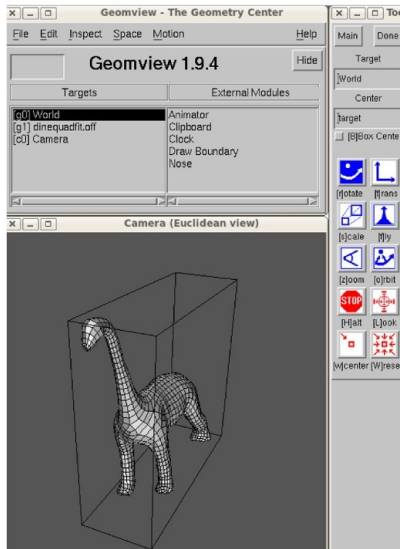 Geomview - The Geometry Center
File Edit Inspect Space Motion Help
Geomview 1.9.4
Hide
Targets
External Modules
[g0] World
[g1] dinequadfit.off
[c0] Camera
Animator
Clipboard
Clock
Draw Boundary
Nose
Camera (Euclidean view)
Too
Main Done
Target
World
Center
target
[B]Box Cente
[r]otate [t]rans
[s]cale [f]ly
[z]oom [o]rbit
STOP
[H]alt [L]ook
[w]center [W]rese